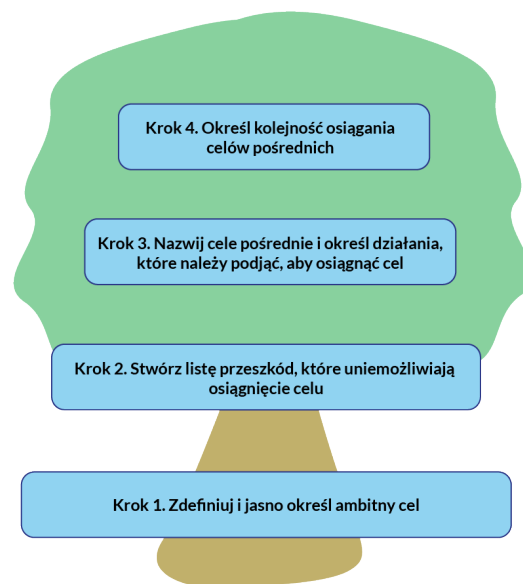 Krok 4. Określ kolejność osiągania
celów pośrednich
Krok 3. Nazwij cele pośrednie i określ działania,
które należy podjąć, aby osiągnąć cel
Krok 2. Stwórz listę przeszkód, które uniemożliwiają
osiągnięcie celu
Krok 1. Zdefiniuj i jasno określ ambitny cel